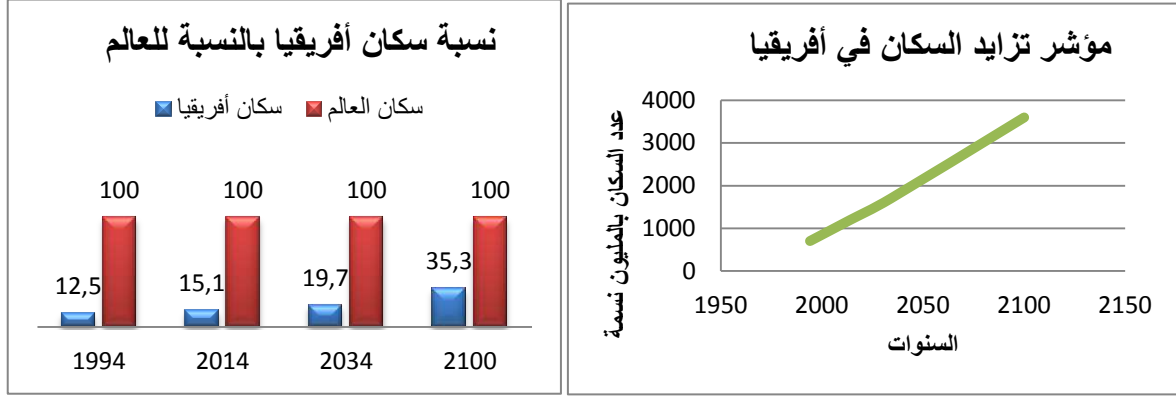 مؤشر تزايد السكان في أفريقيا
عدد السكان بالمليون نسمة
4000
3000
2000
1000
0
1950 2000 2050 2100 2150
السنوات
نسبة سكان أفريقيا بالنسبة للعالم
سكان العالم سكان أفريقيا
100 100 100 100
12,5 15,1 19,7 35,3
1994 2014 2034 2100